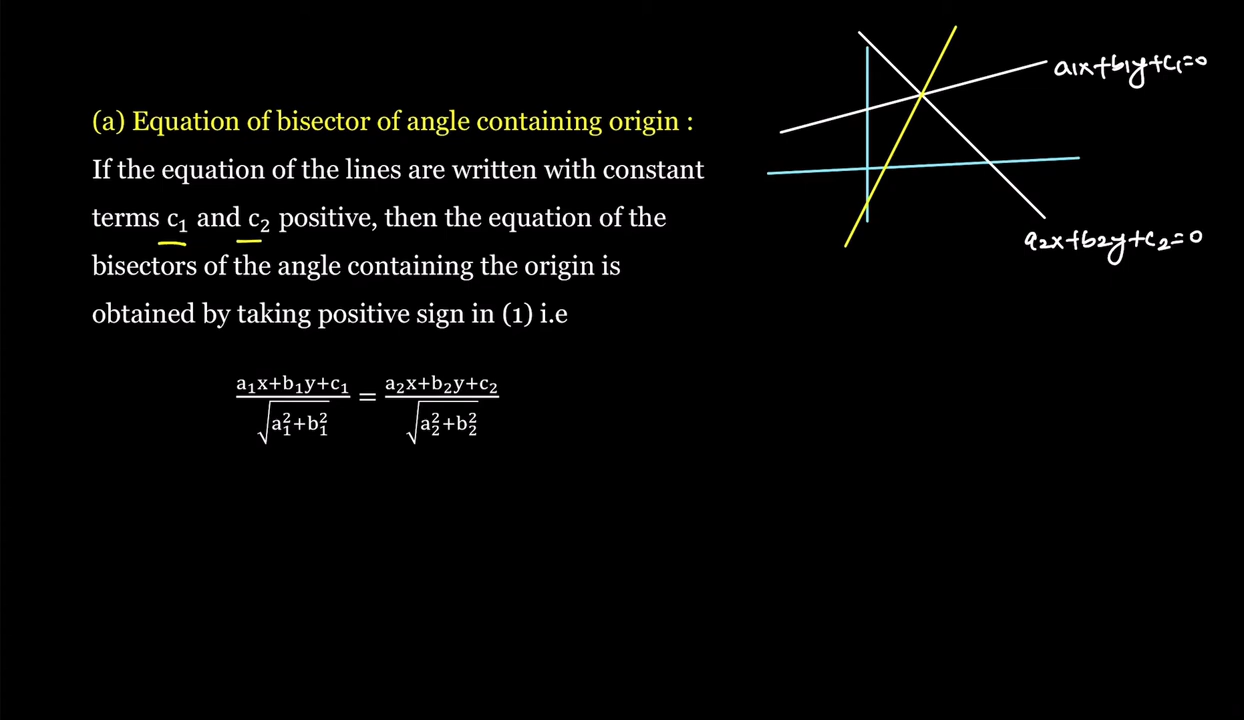 (a) Equation of bisector of angle containing origin :
If the equation of the lines are written with constant
terms c₁ and c₂ positive, then the equation of the
bisectors of the angle containing the origin is
obtained by taking positive sign in (1) i.e
a₁x+b₁y+c₁/√a₁²+b₁² = a₂x+b₂y+c₂/√a₂²+b₂²
a₁x+b₁y+c₁=0
a₂x+b₂y+c₂=0